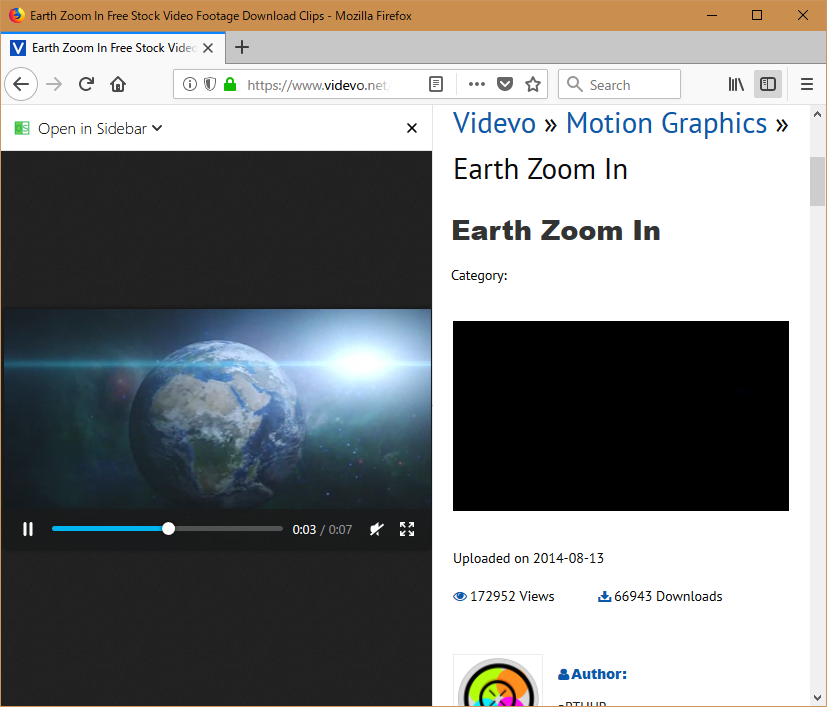 Earth Zoom In Free Stock Video Footage Download Clips - Mozilla Firefox
Earth Zoom In Free Stock Video
https://www.videvo.net
Search
Open in Sidebar
Videvo » Motion Graphics »
Earth Zoom In
Earth Zoom In
Category:
0:03 / 0:07
Uploaded on 2014-08-13
172952 Views
66943 Downloads
Author: